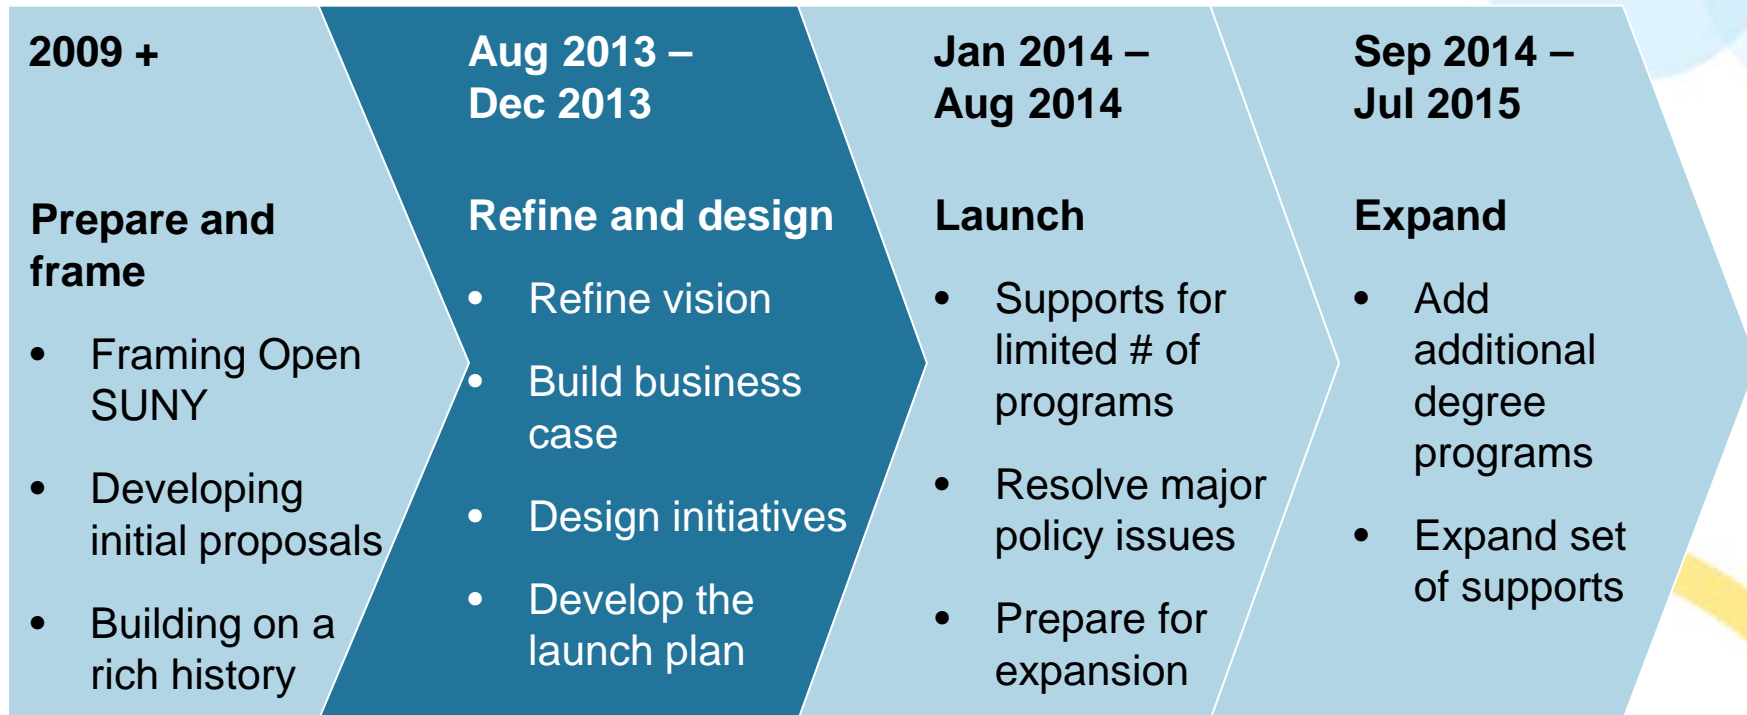 2009 +
Prepare and
frame
• Framing Open
SUNY
• Developing
initial proposals
• Building on a
rich history
Aug 2013 –
Dec 2013
Refine and design
• Refine vision
• Build business
case
• Design initiatives
• Develop the
launch plan
Jan 2014 –
Aug 2014
Launch
• Supports for
limited # of
programs
• Resolve major
policy issues
• Prepare for
expansion
Sep 2014 –
Jul 2015
Expand
• Add
additional
degree
programs
• Expand set
of supports